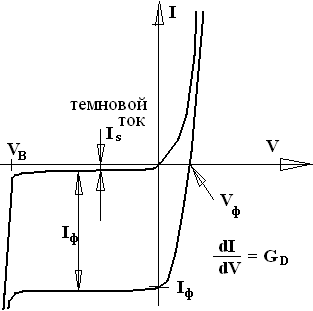 I
темновой
ток
V_B
I_s
V
V_ф
I_ф
dI
dV = G_D
I_ф